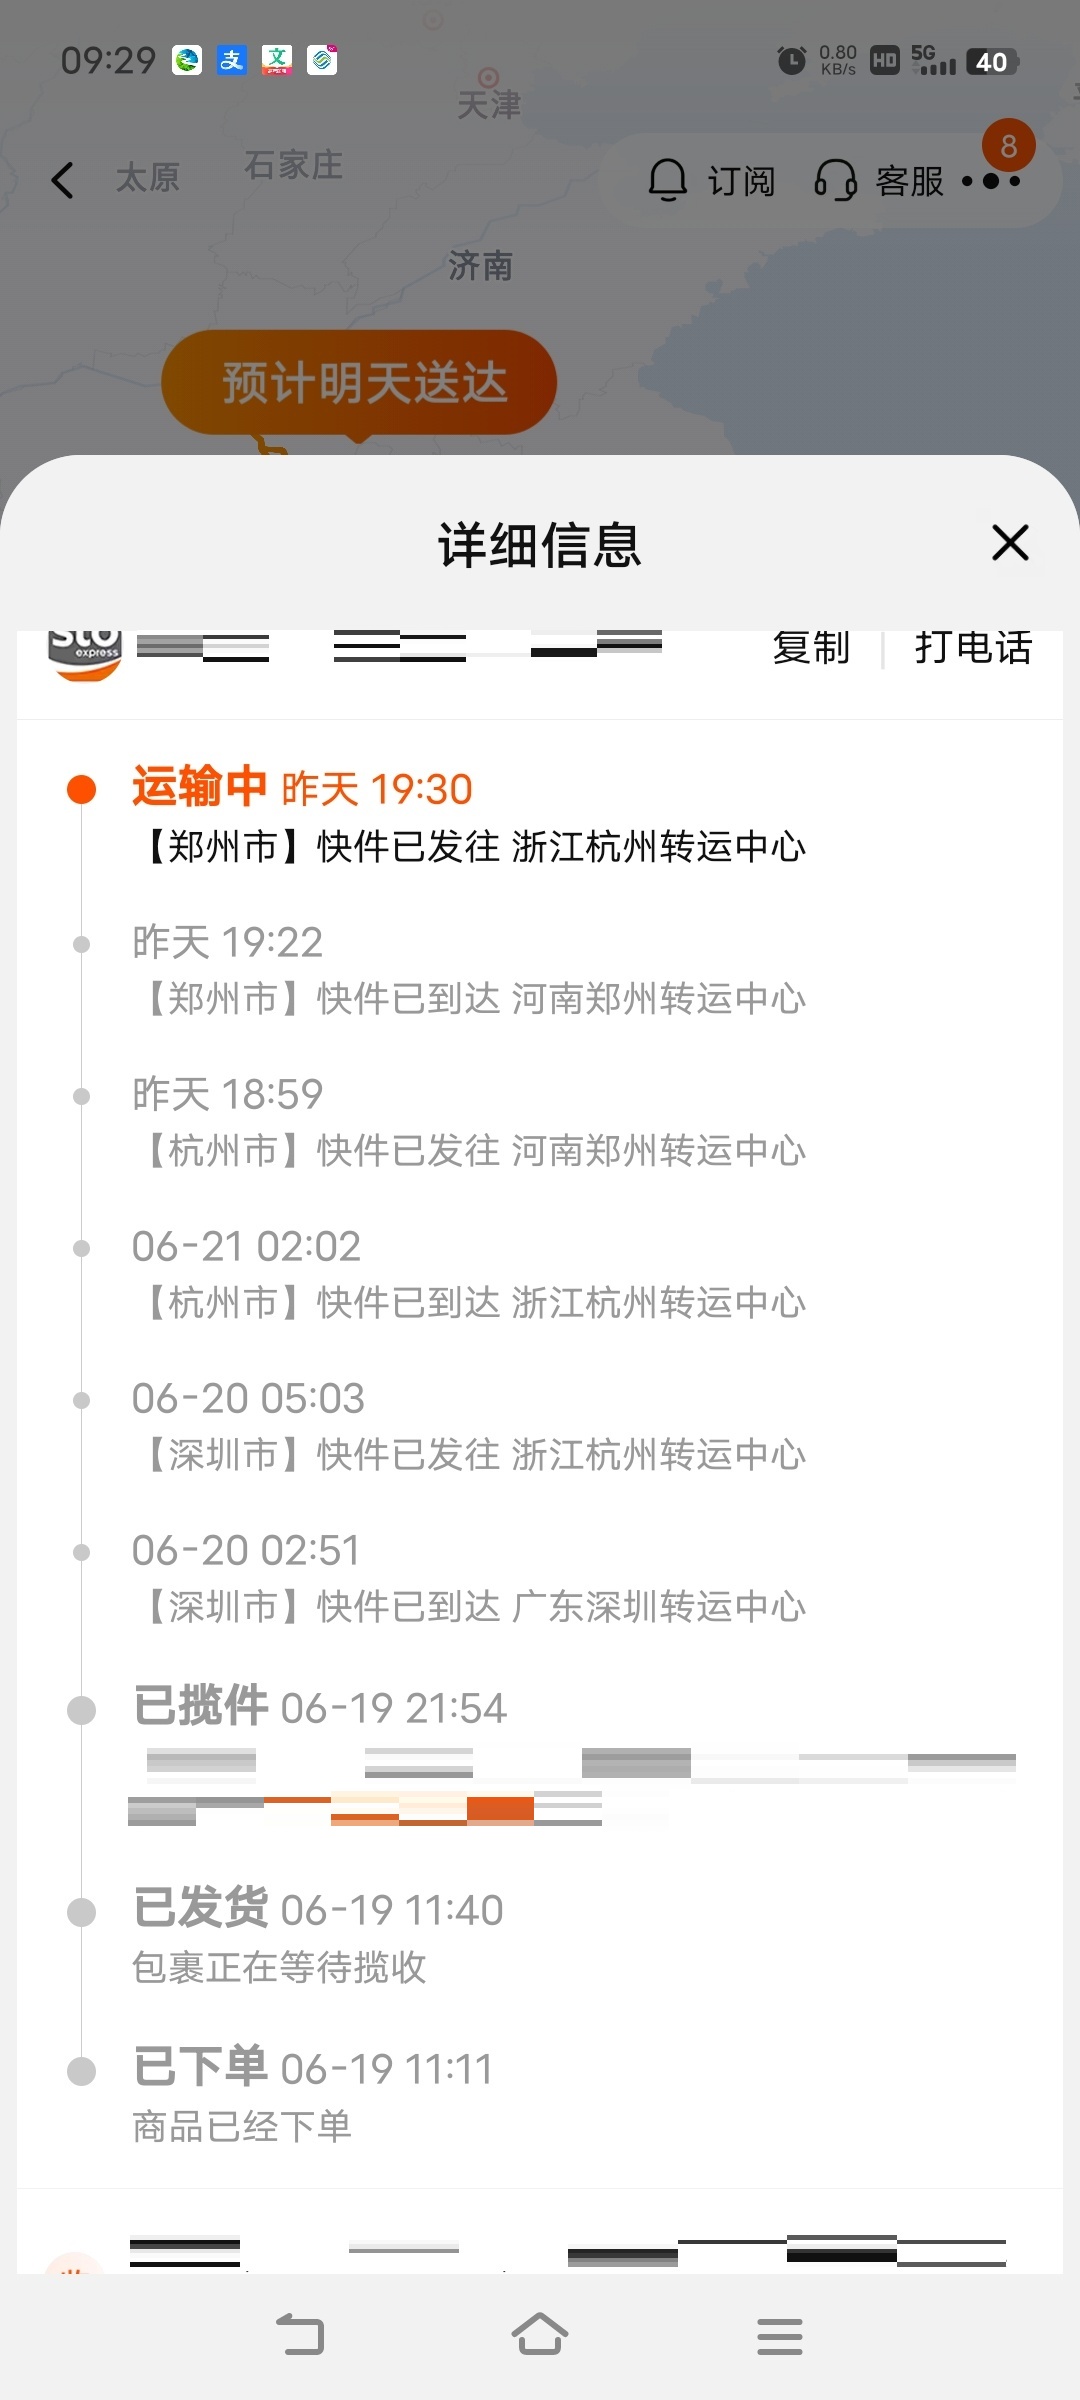 09:29
0.80
KB/s
HD
5G
40
天津
太原
石家庄
订阅
客服
8
济南
预计明天送达
详细信息
sto
express
复制
打电话
运输中 昨天 19:30
【郑州市】快件已发往 浙江杭州转运中心
昨天 19:22
【郑州市】快件已到达 河南郑州转运中心
昨天 18:59
【杭州市】快件已发往 河南郑州转运中心
06-21 02:02
【杭州市】快件已到达 浙江杭州转运中心
06-20 05:03
【深圳市】快件已发往 浙江杭州转运中心
06-20 02:51
【深圳市】快件已到达 广东深圳转运中心
已揽件 06-19 21:54
已发货 06-19 11:40
包裹正在等待揽收
已下单 06-19 11:11
商品已经下单